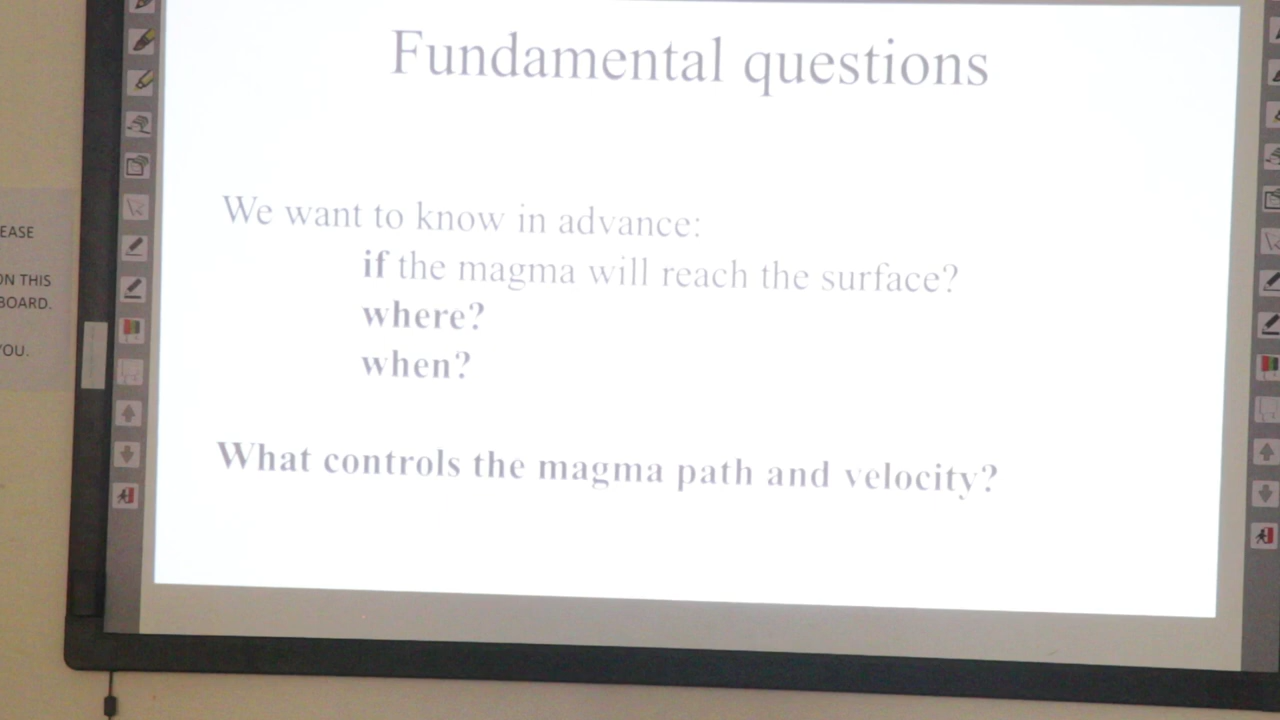 Fundamental questions
We want to know in advance:
if the magma will reach the surface?
where?
when?
What controls the magma path and velocity?
EASE
ON THIS
BOARD.
YOU.